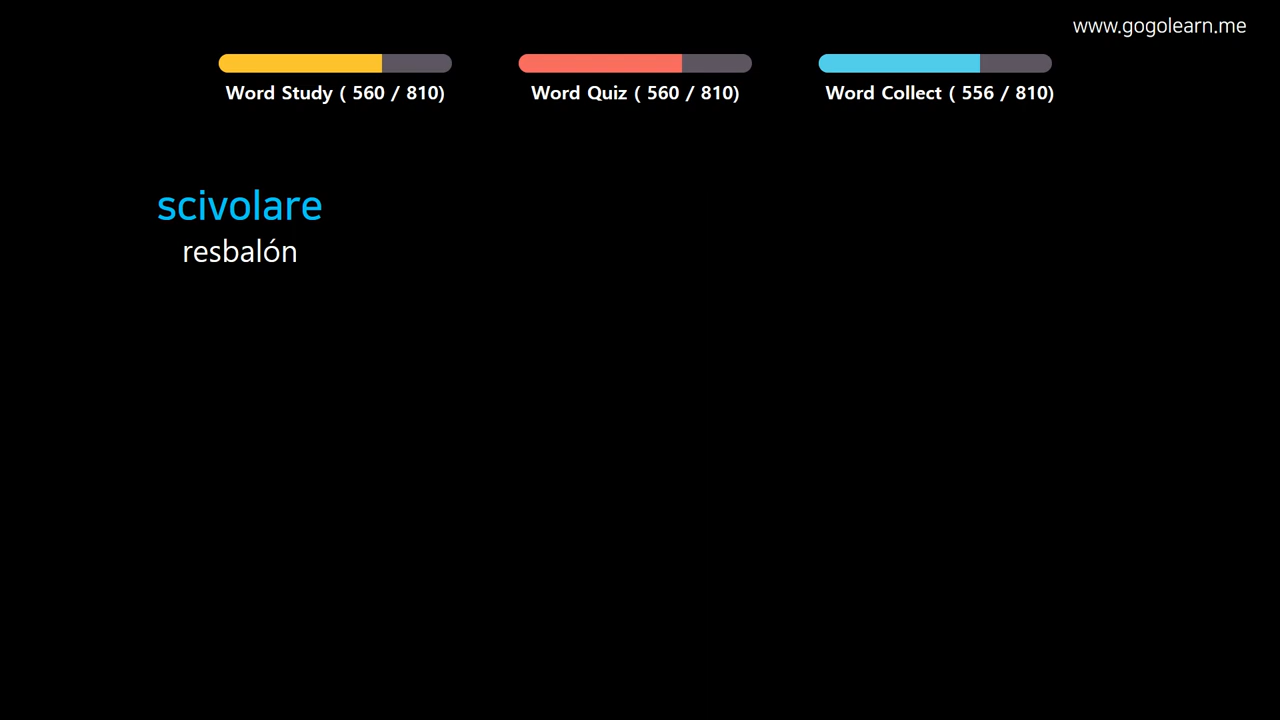 www.gogolearn.me
Word Study ( 560 / 810)
Word Quiz ( 560 / 810)
Word Collect ( 556 / 810)
scivolare
resbalón